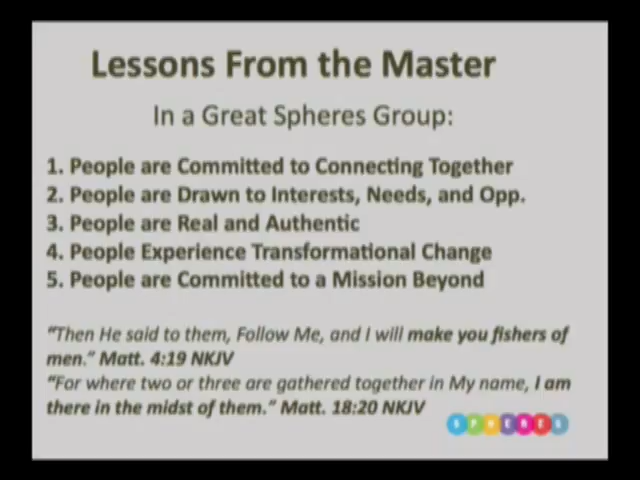 Lessons From the Master
In a Great Spheres Group:
1. People are Committed to Connecting Together
2. People are Drawn to Interests, Needs, and Opp.
3. People are Real and Authentic
4. People Experience Transformational Change
5. People are Committed to a Mission Beyond
"Then He said to them, Follow Me, and I will make you fishers of
men." Matt. 4:19 NKJV
"For where two or three are gathered together in My name, I am
there in the midst of them." Matt. 18:20 NKJV
SPHERES